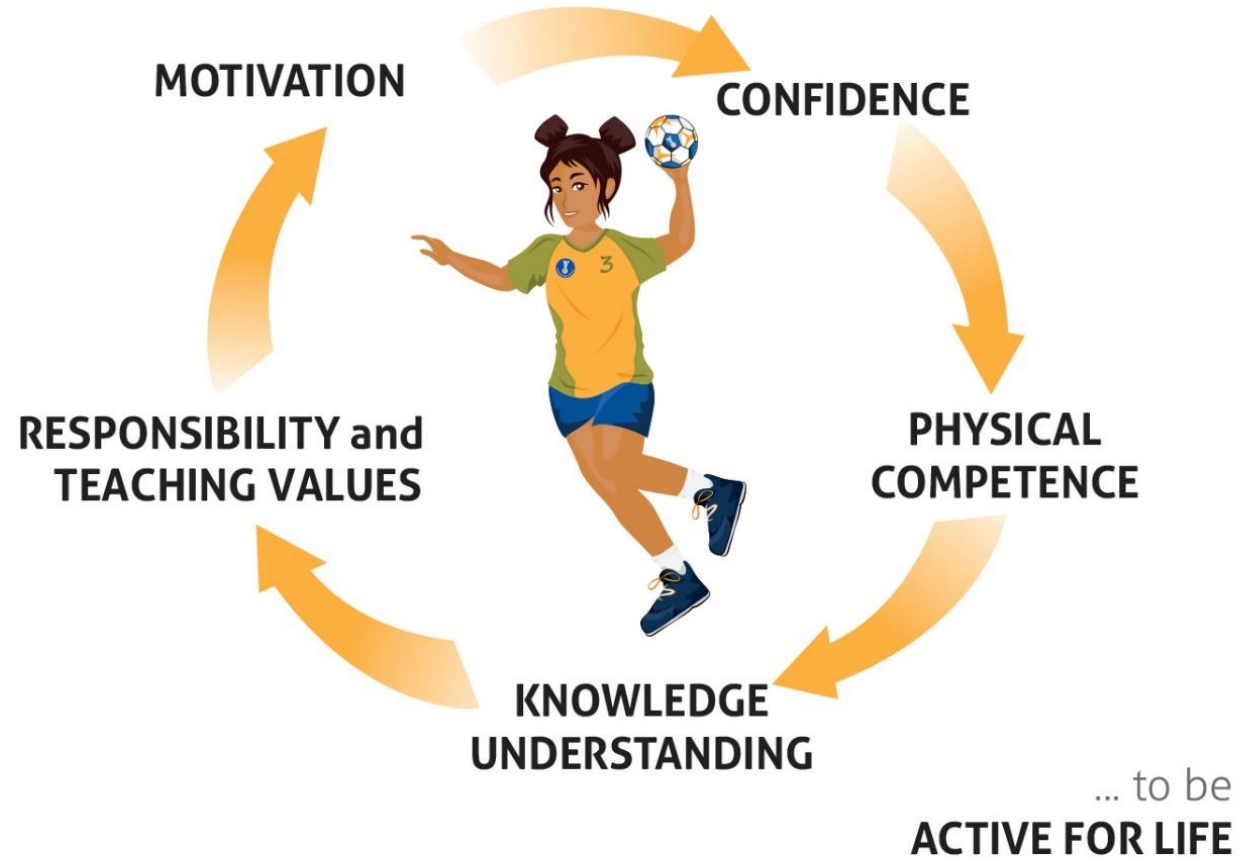 MOTIVATION
CONFIDENCE
3
PHYSICAL
COMPETENCE
KNOWLEDGE
UNDERSTANDING
RESPONSIBILITY and
TEACHING VALUES
... to be
ACTIVE FOR LIFE